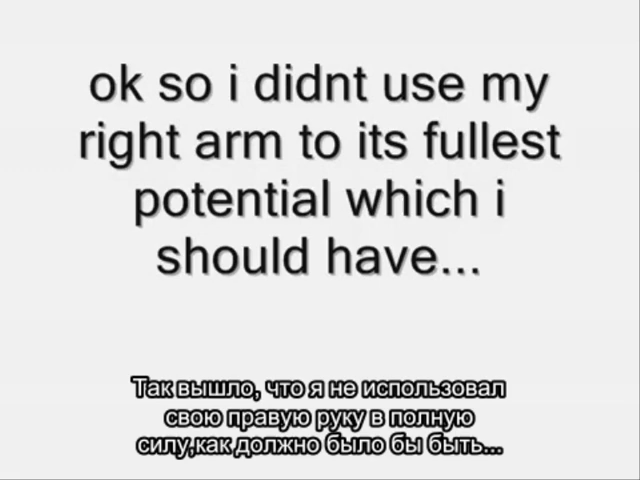 ok so i didnt use my
right arm to its fullest
potential which i
should have...
Так вышло, что я не использовал
свою правую руку в полную
силу,как должно было бы быть...